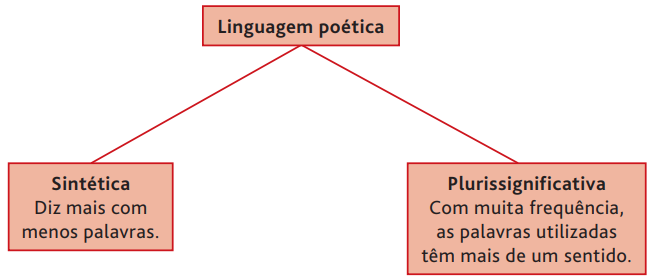 Linguagem poética
Sintética
Diz mais com
menos palavras.
Plurissignificativa
Com muita frequência,
as palavras utilizadas
têm mais de um sentido.